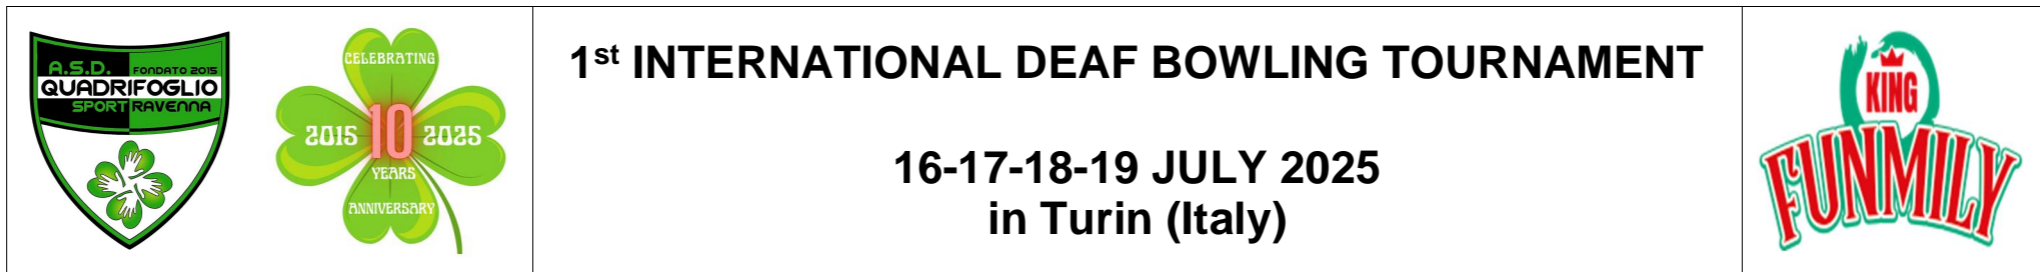 A.S.D. FONDATO 2015
QUADRIFOGLIO
SPORT RAVENNA
CELEBRATING
2015 10 2025
YEARS
ANNIVERSARY
1st INTERNATIONAL DEAF BOWLING TOURNAMENT
16-17-18-19 JULY 2025
in Turin (Italy)
KING
FUNMILY